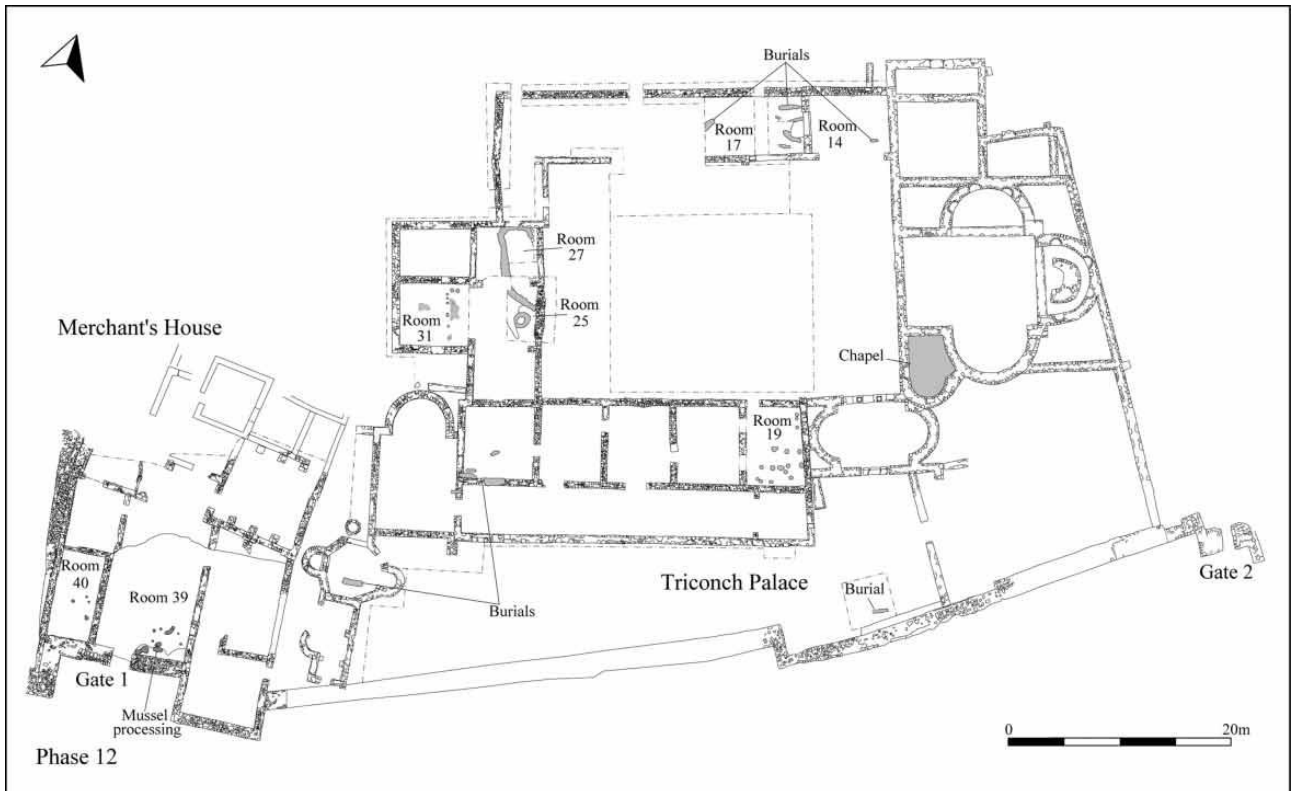 Burials
Room
17
Room
14
Room
27
Room
25
Room
31
Merchant's House
Chapel
Room
19
Room
40
Room 39
Triconch Palace
Gate 2
Burials
Burial
Gate 1
Mussel
processing
0
20m
Phase 12